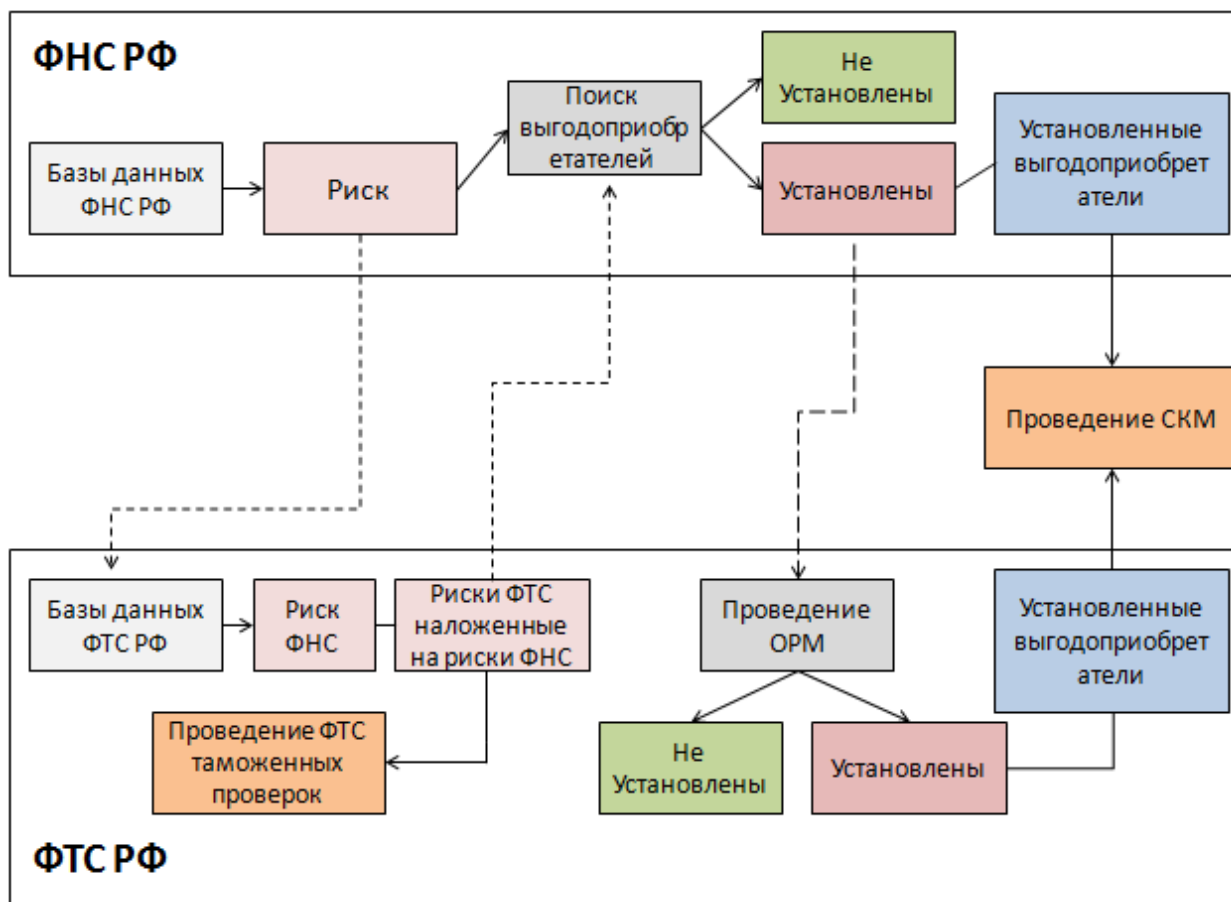 ФНС РФ
Базы данных
ФНС РФ
Риск
Поиск
выгодоприобр
етателей
Не
Установлены
Установлены
Установленные
выгодоприобрет
атели
Проведение СКМ
Базы данных
ФТС РФ
Риск
ФНС
Риски ФТС
наложенные
на риски ФНС
Проведение ФТС
таможенных
проверок
Проведение
ОРМ
Не
Установлены
Установлены
Установленные
выгодоприобрет
атели
ФТС РФ